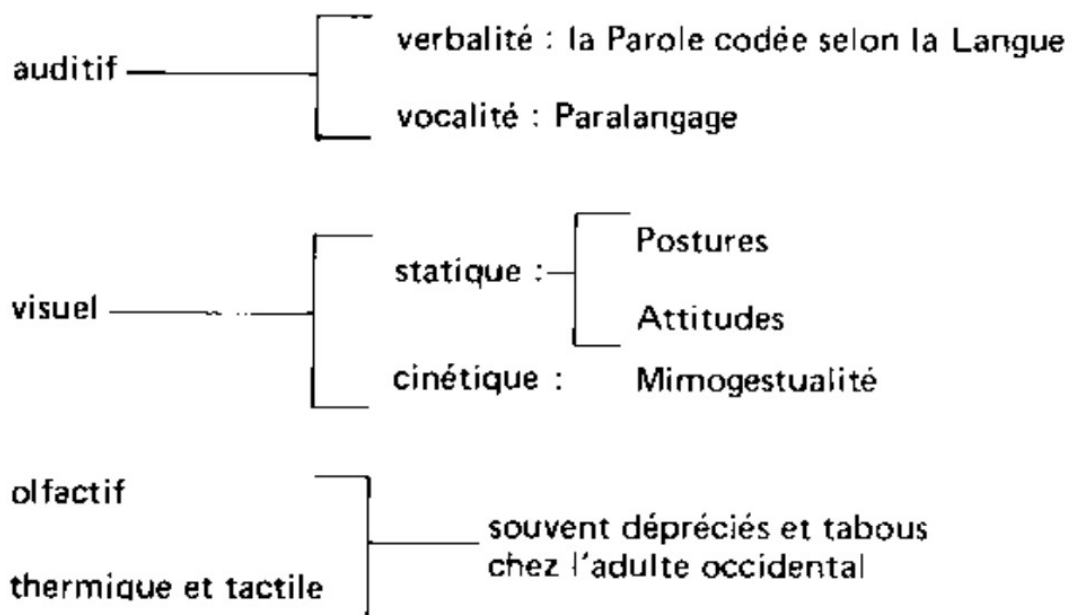 verbalité : la Parole codée selon la Langue
auditif
vocalité : Paralangage
Postures
statique :
visuel
Attitudes
cinétique : Mimogestualité
olfactif
souvent dépréciés et tabous
chez l'adulte occidental
thermique et tactile